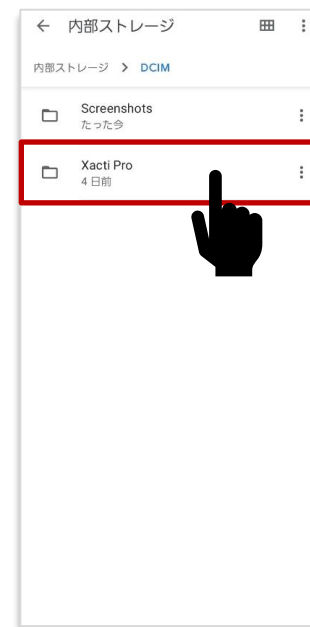 内部ストレージ
内部ストレージ > DCIM
Screenshots
たった今
Xacti Pro
4 日前